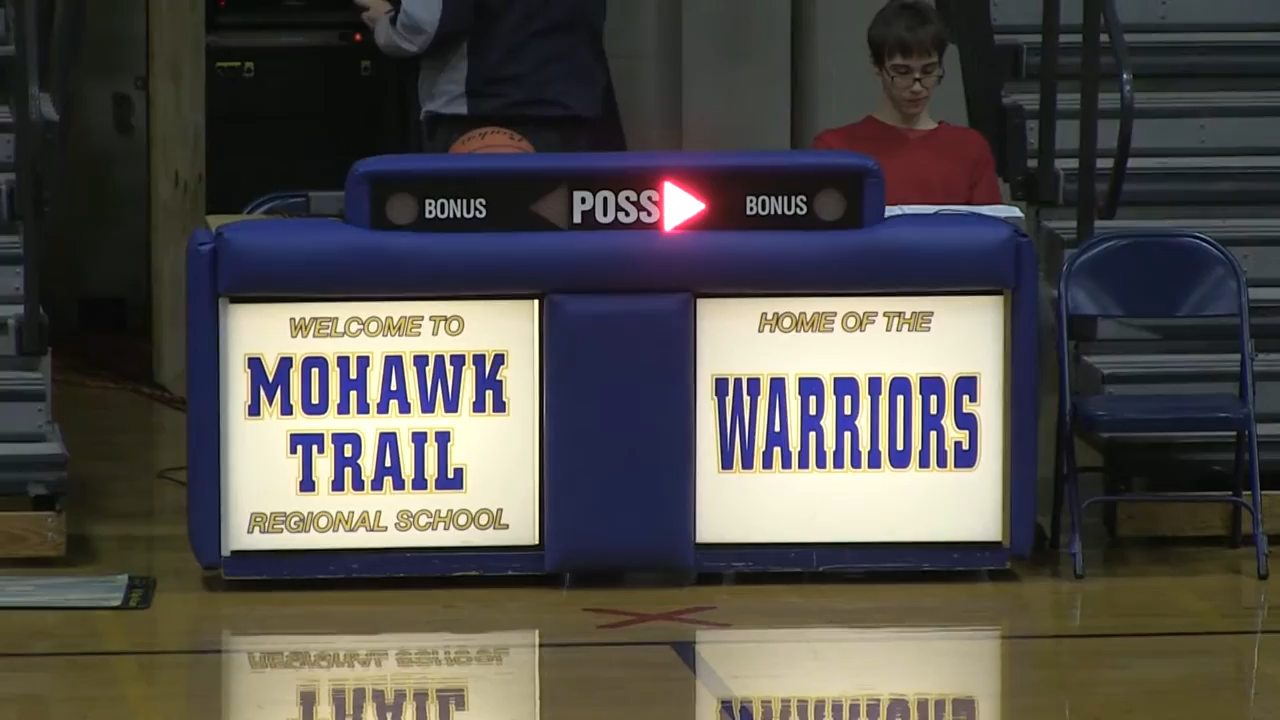 BONUS POSS BONUS
WELCOME TO
MOHAWK
TRAIL
REGIONAL SCHOOL
HOME OF THE
WARRIORS